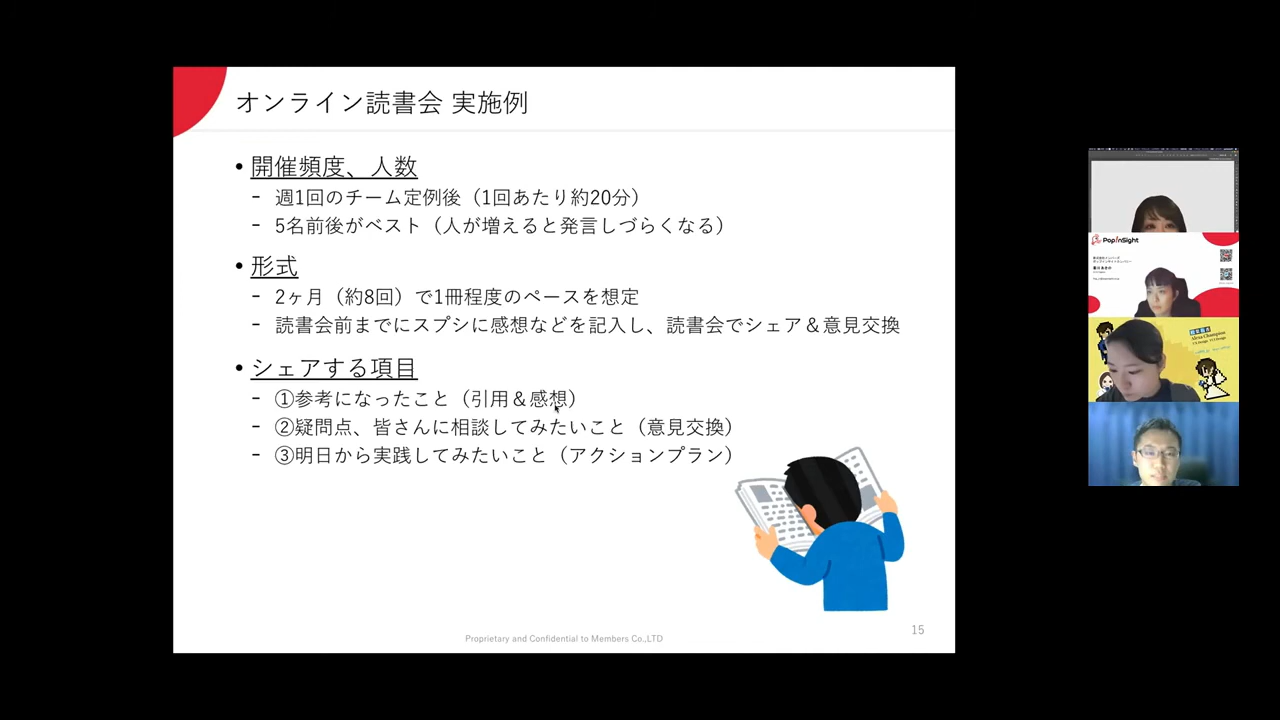 オンライン読書会 実施例
• 開催頻度、人数
- 週1回のチーム定例後（1回あたり約20分）
- 5名前後がベスト（人が増えると発言しづらくなる）
• 形式
- 2ヶ月（約8回）で1冊程度のペースを想定
- 読書会前までにスプシに感想などを記入し、読書会でシェア＆意見交換
• シェアする項目
- ①参考になったこと（引用＆感想）
- ②疑問点、皆さんに相談してみたいこと（意見交換）
- ③明日から実践してみたいこと（アクションプラン）
Proprietary and Confidential to Members Co.,LTD
15
PopInSight
Alexa Champion